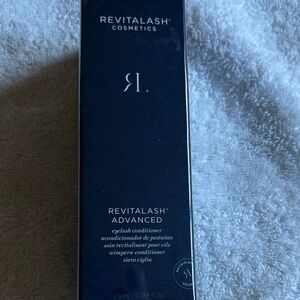 REVITALASH®
COSMETICS
RL
REVITALASH®
ADVANCED
eyelash conditioner
acondicionador de pestañas
soin revitalisant pour cils
wimpern-conditioner
siero ciglia